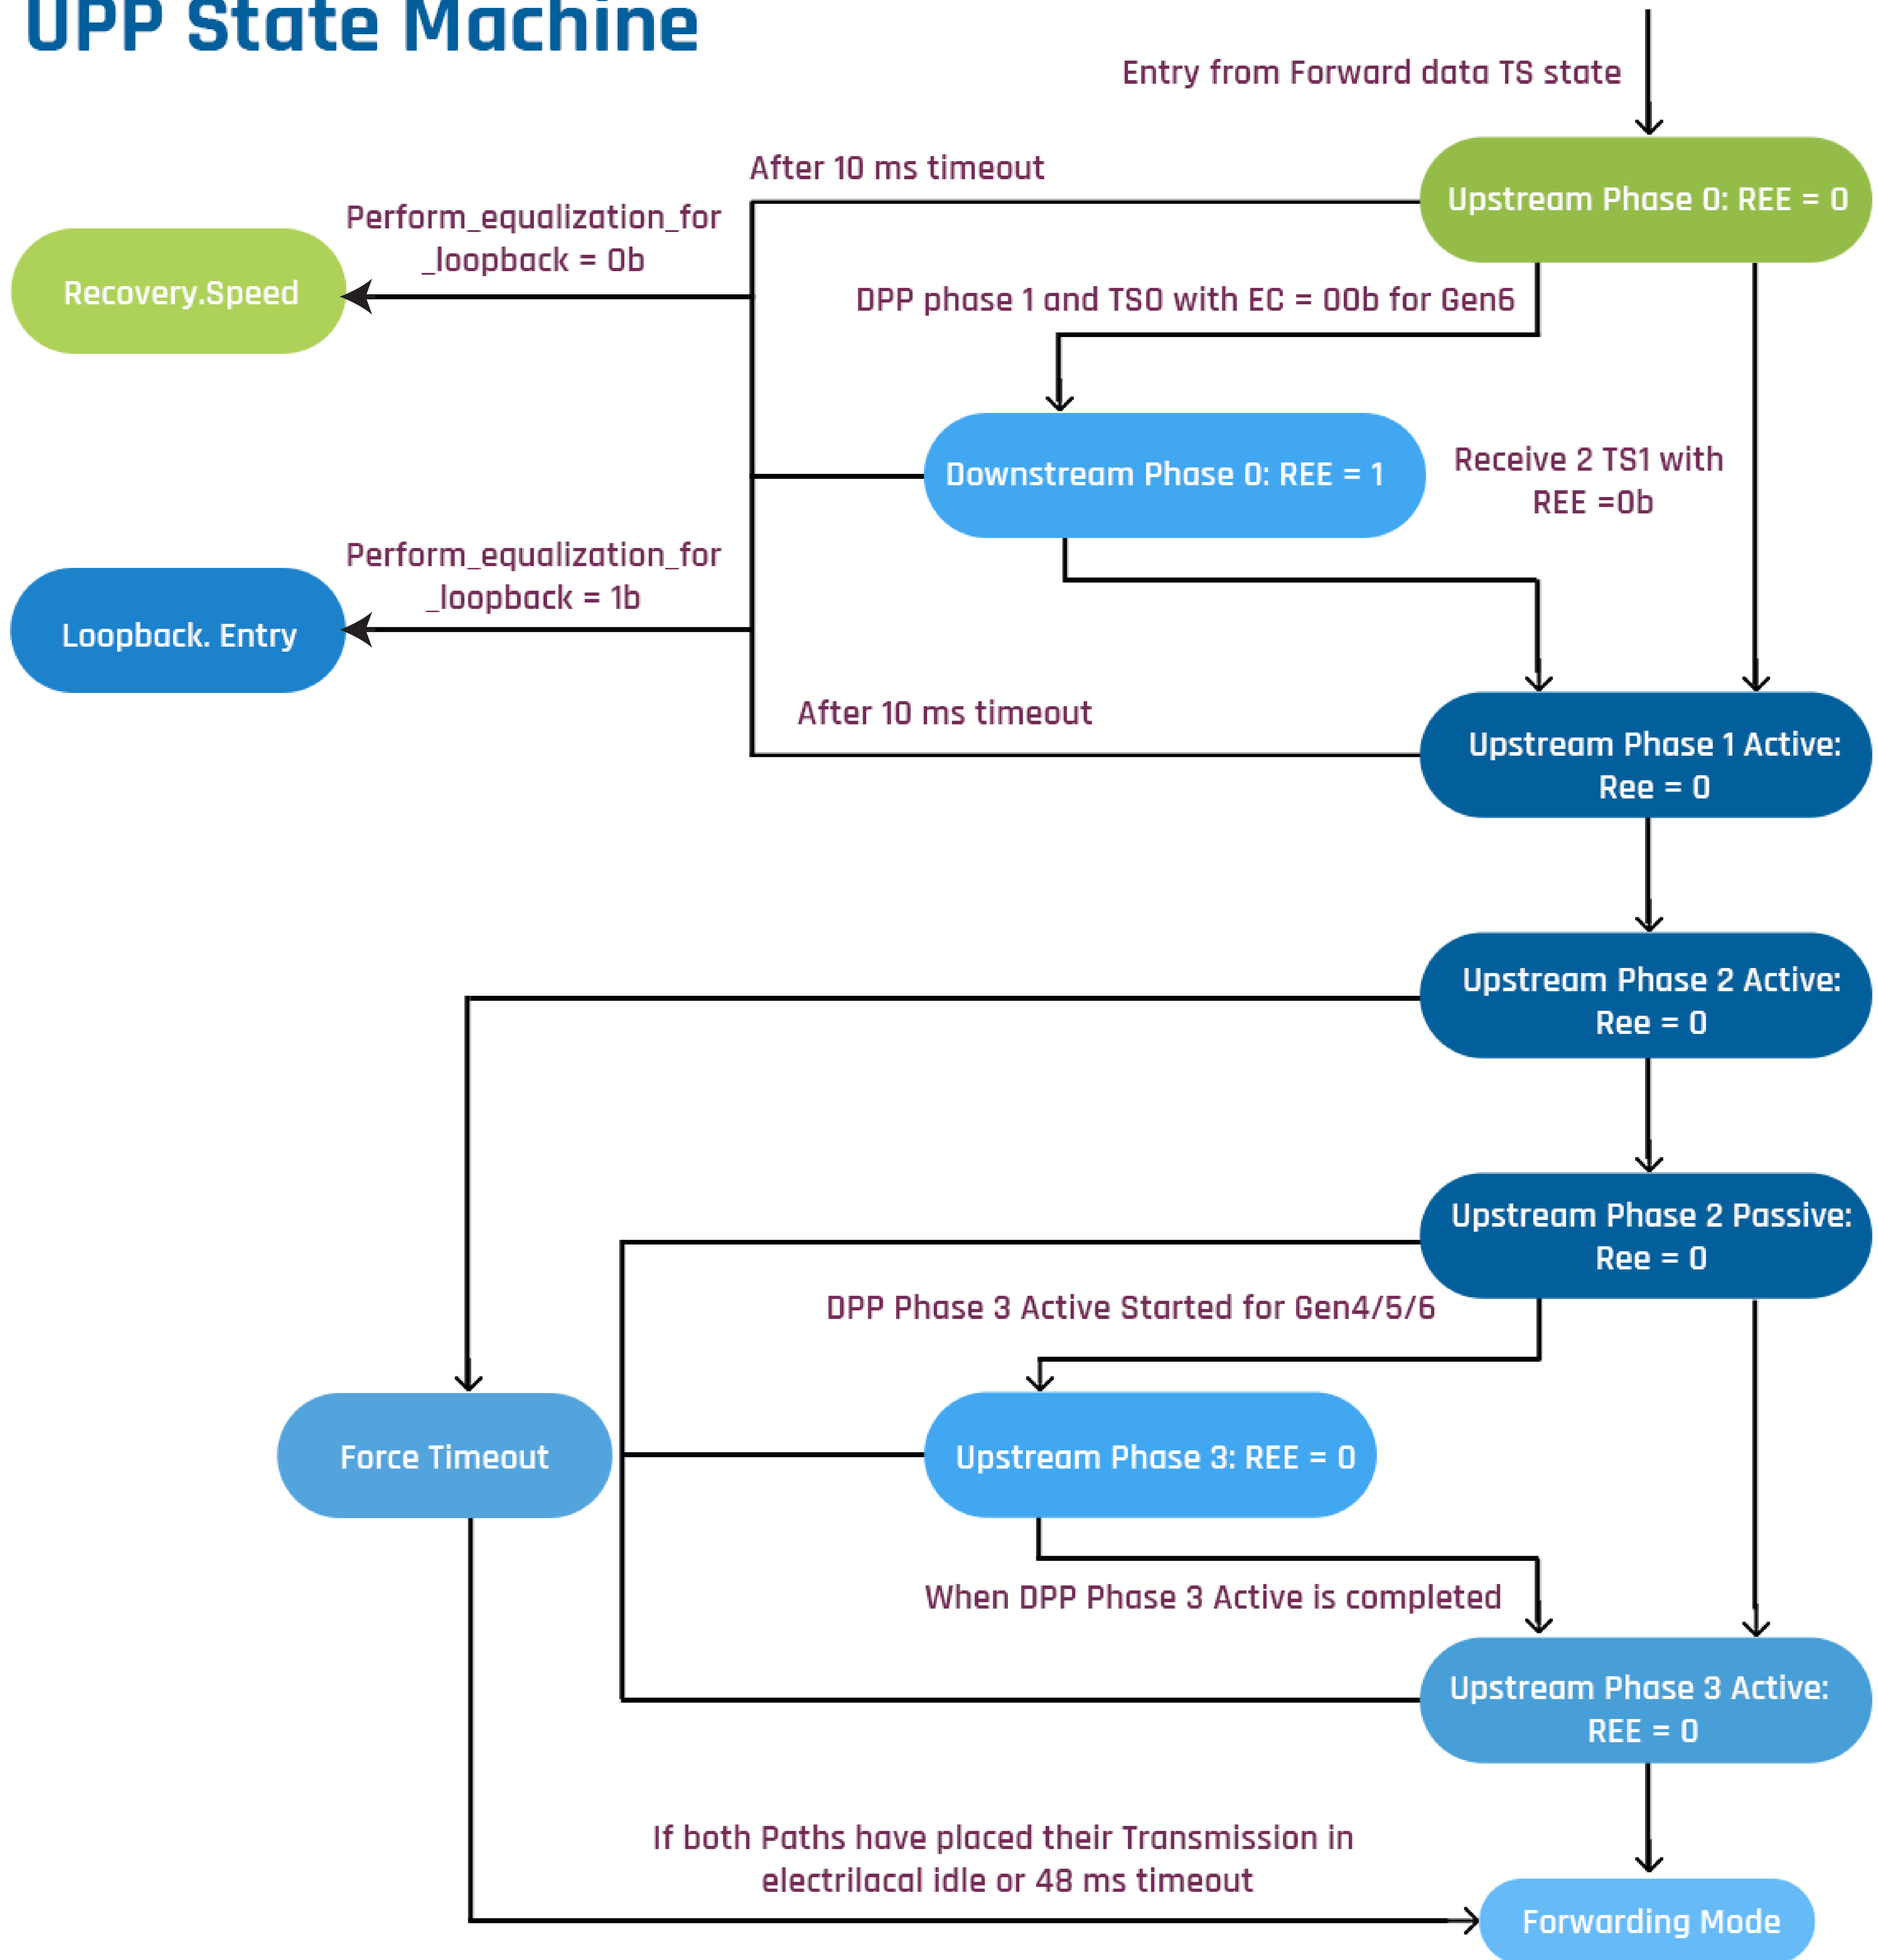 UPP State Machine
Entry from Forward data TS state
After 10 ms timeout
Upstream Phase 0: REE = 0
Perform_equalization_for
_loopback = 0b
Recovery.Speed
DPP phase 1 and TS0 with EC = 00b for Gen6
Downstream Phase 0: REE = 1
Receive 2 TS1 with
REE =0b
Perform_equalization_for
_loopback = 1b
Loopback. Entry
After 10 ms timeout
Upstream Phase 1 Active:
Ree = 0
Upstream Phase 2 Active:
Ree = 0
Upstream Phase 2 Passive:
Ree = 0
DPP Phase 3 Active Started for Gen4/5/6
Force Timeout
Upstream Phase 3: REE = 0
When DPP Phase 3 Active is completed
Upstream Phase 3 Active:
REE = 0
If both Paths have placed their Transmission in
electrilacal idle or 48 ms timeout
Forwarding Mode